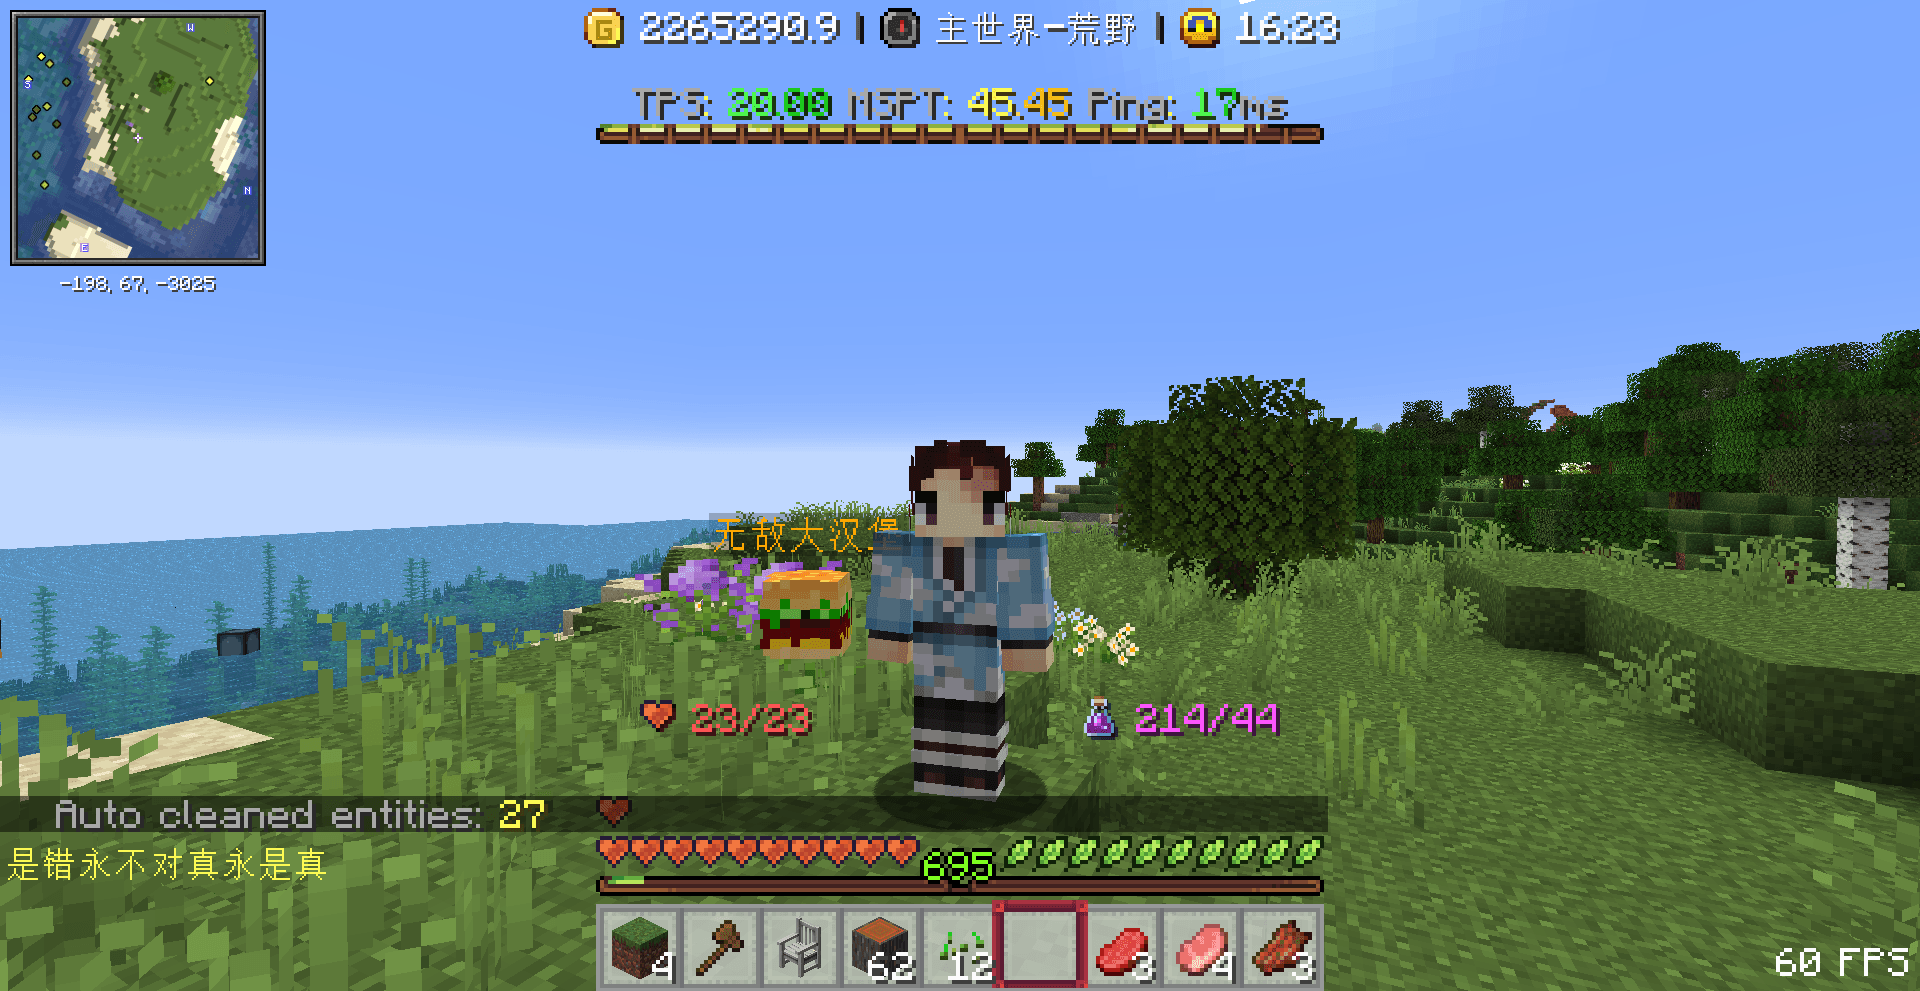 2265290.9 | 主世界-荒野 | 16:23
TPS: 20.00 MSPT: 45.45 Ping: 17ms
W
S
N
E
-198, 67, -3025
无敌大汉堡
23/23
214/44
Auto cleaned entities: 27
是错永不对真永是真
695
4
62
12
3
4
3
60 FPS